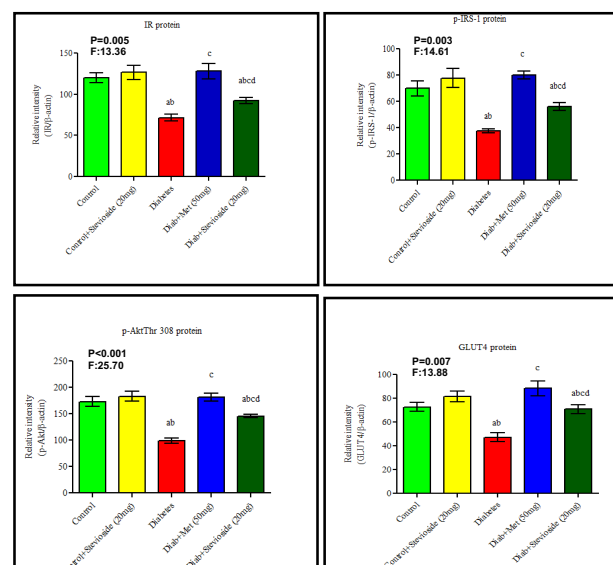 IR protein
P=0.005
F:13.36
Relative intensity
(IR/β-actin)
150
100
50
0
c
ab
abcd
Control
Control+Stevioside (20mg)
Diabetes
Diab+Met (50mg)
Diab+Stevioside (20mg)
p-IRS-1 protein
P=0.003
F:14.61
Relative intensity
(p-IRS-1/β-actin)
100
80
60
40
20
0
c
ab
abcd
Control
Control+Stevioside (20mg)
Diabetes
Diab+Met (50mg)
Diab+Stevioside (20mg)
p-AktThr 308 protein
P<0.001
F:25.70
Relative intensity
(p-Akt/β-actin)
250
200
150
100
50
0
c
ab
abcd
Control
ontrol+Stevioside (20mg)
Diabetes
Diab+Met (50mg)
Diab+Stevioside (20mg)
GLUT4 protein
P=0.007
F:13.88
Relative intensity
(GLUT4/β-actin)
100
80
60
40
20
0
c
ab
abcd
Control
Control+Stevioside (20mg)
Diabetes
Diab+Met (50mg)
Diab+Stevioside (20mg)